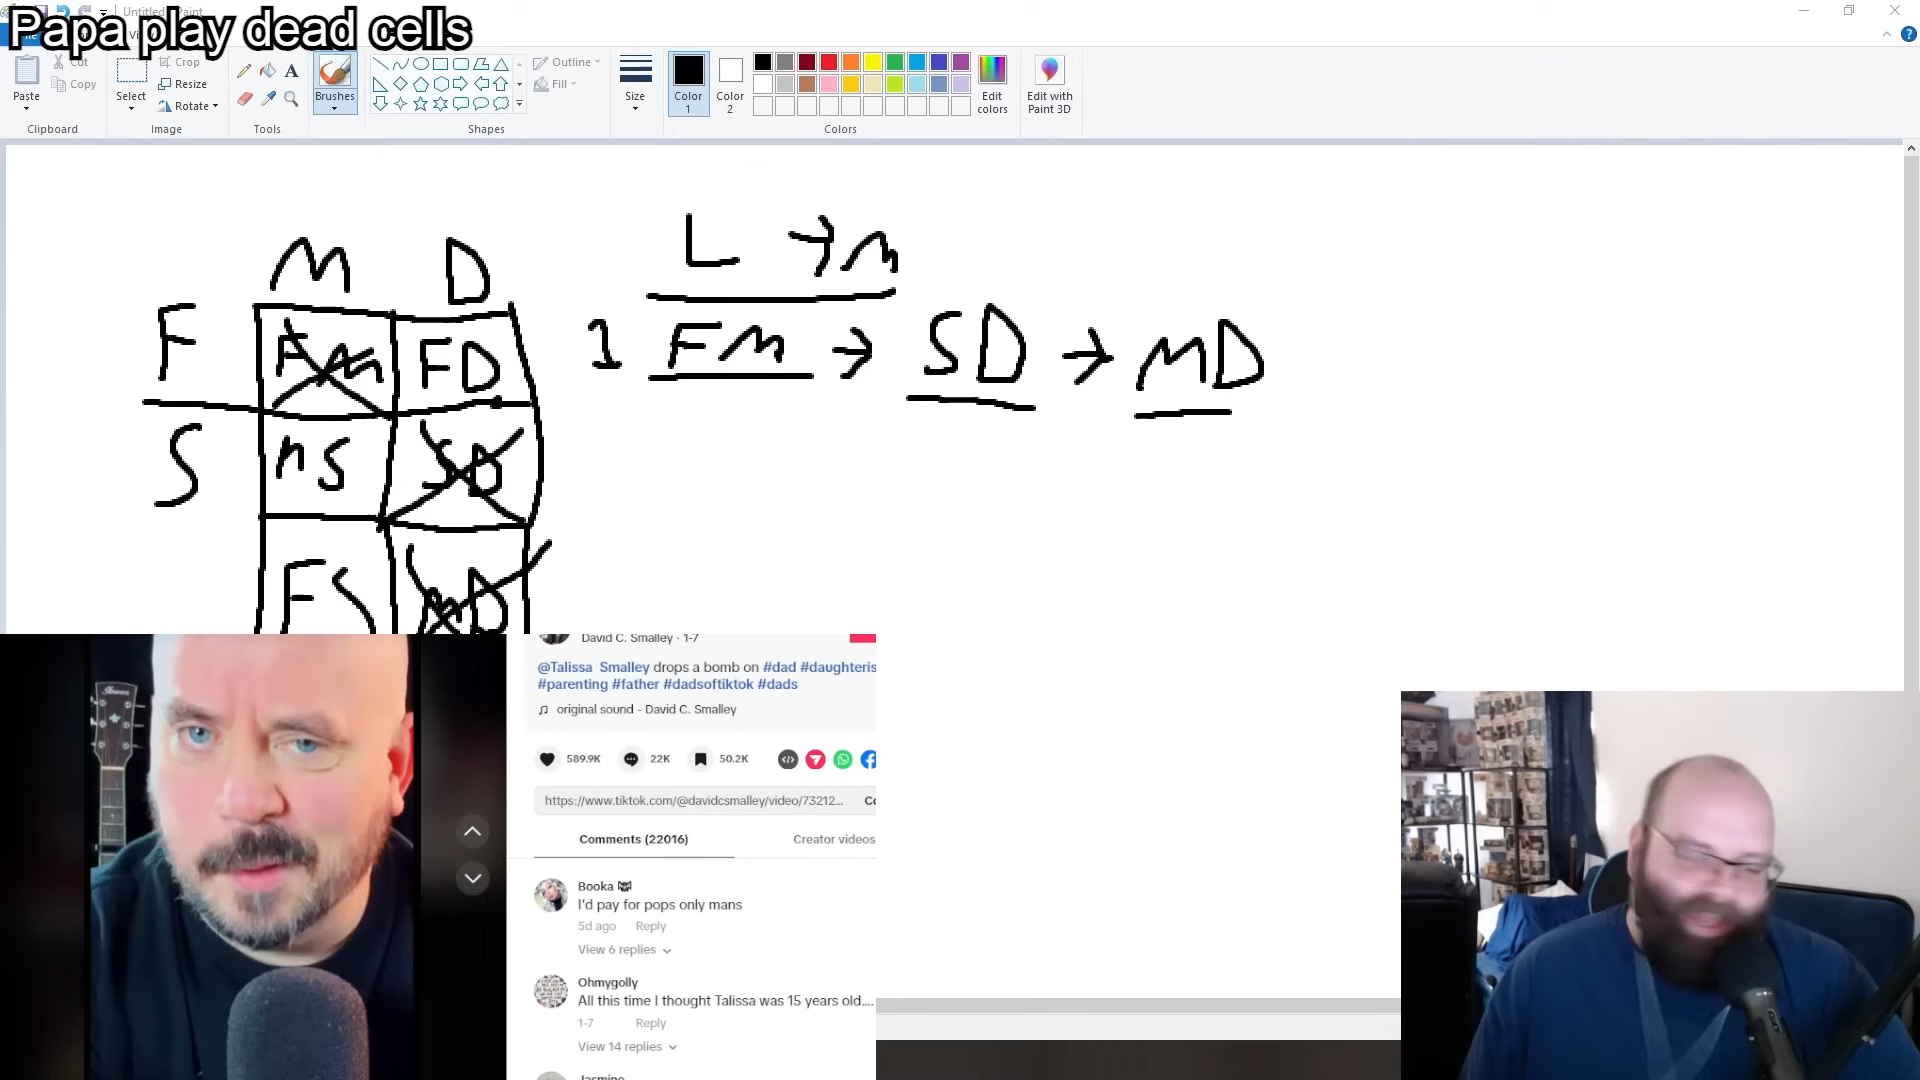 Papa play dead cells
Untitled - Paint
Paste
Cut
Copy
Clipboard
Select
Crop
Resize
Rotate
Image
Tools
Brushes
Shapes
Outline
Fill
Size
Color 1
Color 2
Colors
Edit colors
Edit with Paint 3D
M D
L → M
F FM FD
1 FM → SD → MD
S MS SD
FS MD
David C. Smalley · 1-7
@Talissa Smalley drops a bomb on #dad #daughteris
#parenting #father #dadsoftiktok #dads
original sound - David C. Smalley
589.9K 22K 50.2K
https://www.tiktok.com/@davidcsmalley/video/73212... Co
Comments (22016) Creator videos
Booka
I'd pay for pops only mans
5d ago Reply
View 6 replies
Ohmygolly
All this time I thought Talissa was 15 years old....
1-7 Reply
View 14 replies
Jasmine
Ibanez